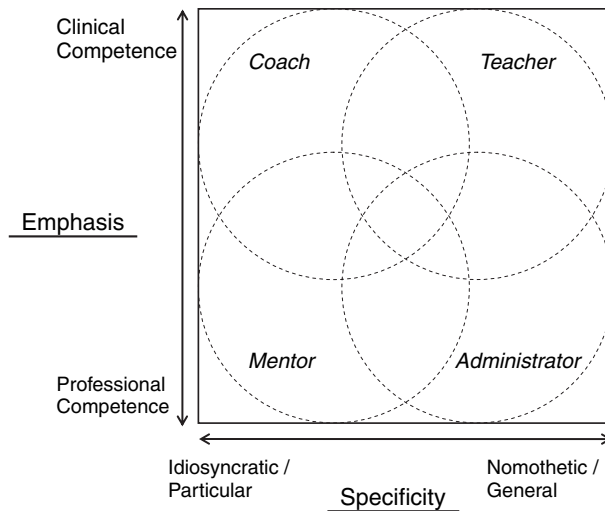 Clinical
Competence
Coach
Teacher
Emphasis
Mentor
Administrator
Professional
Competence
Idiosyncratic /
Particular
Nomothetic /
General
Specificity